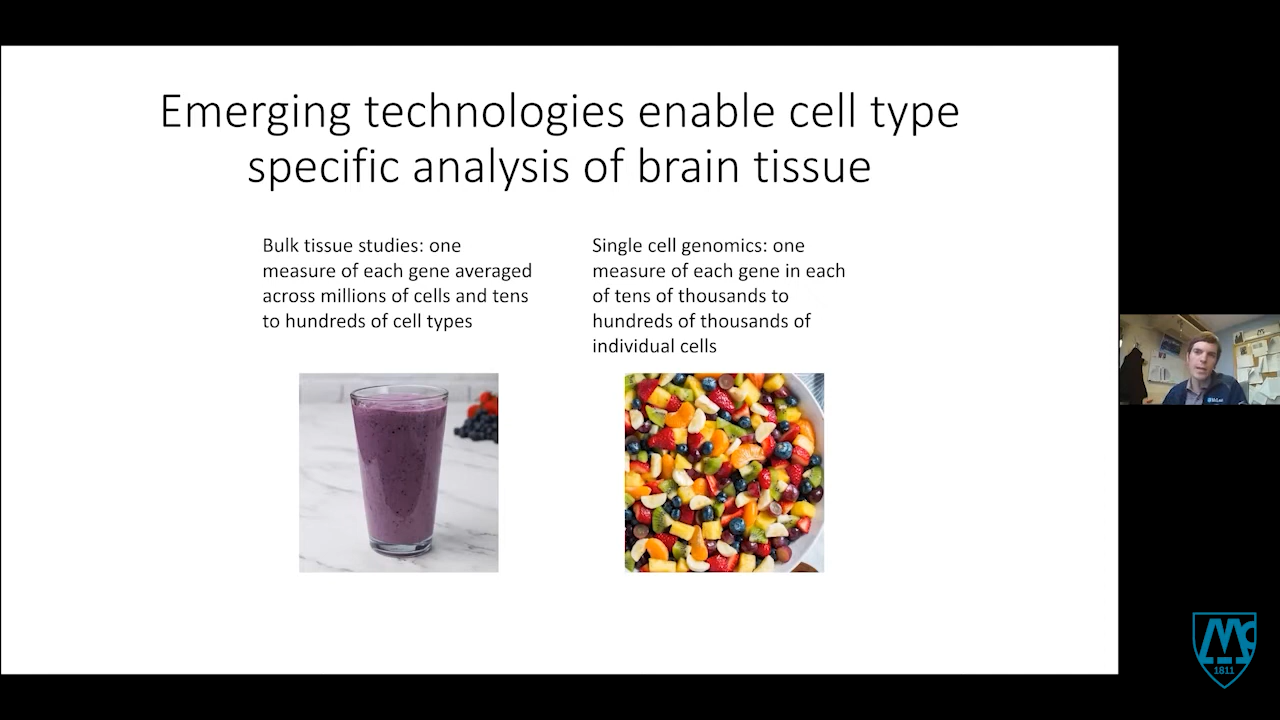 Emerging technologies enable cell type
specific analysis of brain tissue
Bulk tissue studies: one
measure of each gene averaged
across millions of cells and tens
to hundreds of cell types
Single cell genomics: one
measure of each gene in each
of tens of thousands to
hundreds of thousands of
individual cells
1811